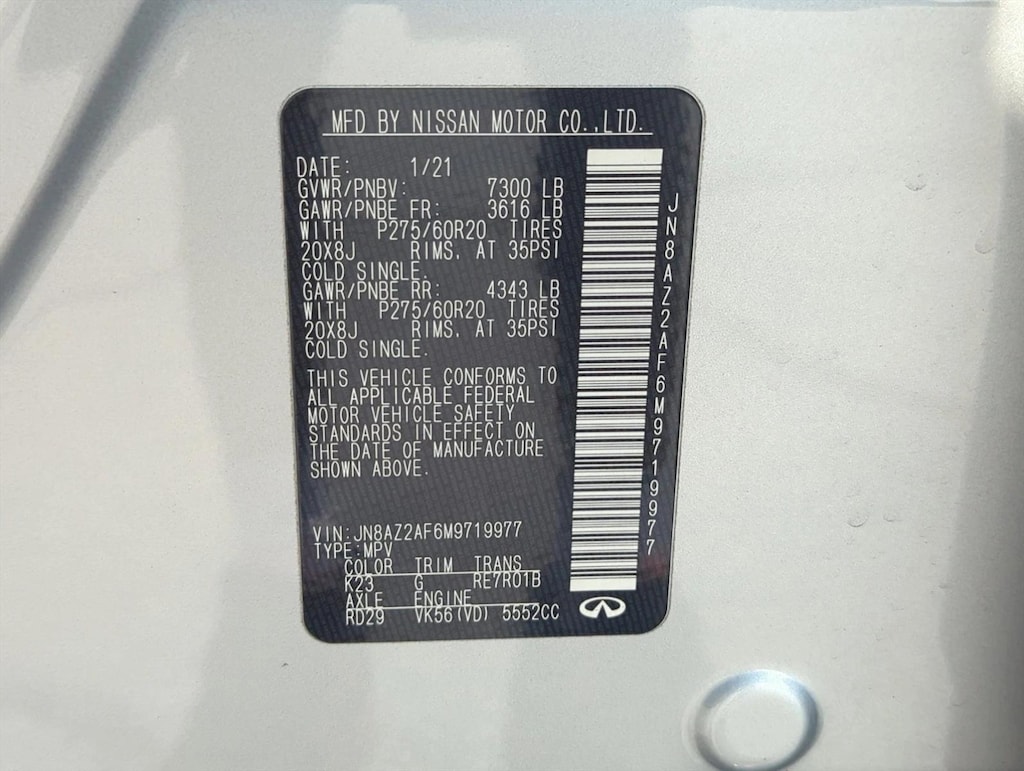 MFD BY NISSAN MOTOR CO.,LTD.
DATE: 1/21
GVWR/PNBV: 7300 LB
GAWR/PNBE FR: 3616 LB
WITH P275/60R20 TIRES
20X8J RIMS. AT 35PSI
COLD SINGLE.
GAWR/PNBE RR: 4343 LB
WITH P275/60R20 TIRES
20X8J RIMS. AT 35PSI
COLD SINGLE.
THIS VEHICLE CONFORMS TO
ALL APPLICABLE FEDERAL
MOTOR VEHICLE SAFETY
STANDARDS IN EFFECT ON
THE DATE OF MANUFACTURE
SHOWN ABOVE.
VIN:JN8AZ2AF6M9719977
TYPE:MPV
COLOR TRIM TRANS
K23 G RE7R01B
AXLE ENGINE
RD29 VK56(VD) 5552CC
JN8AZ2AF6M9719977